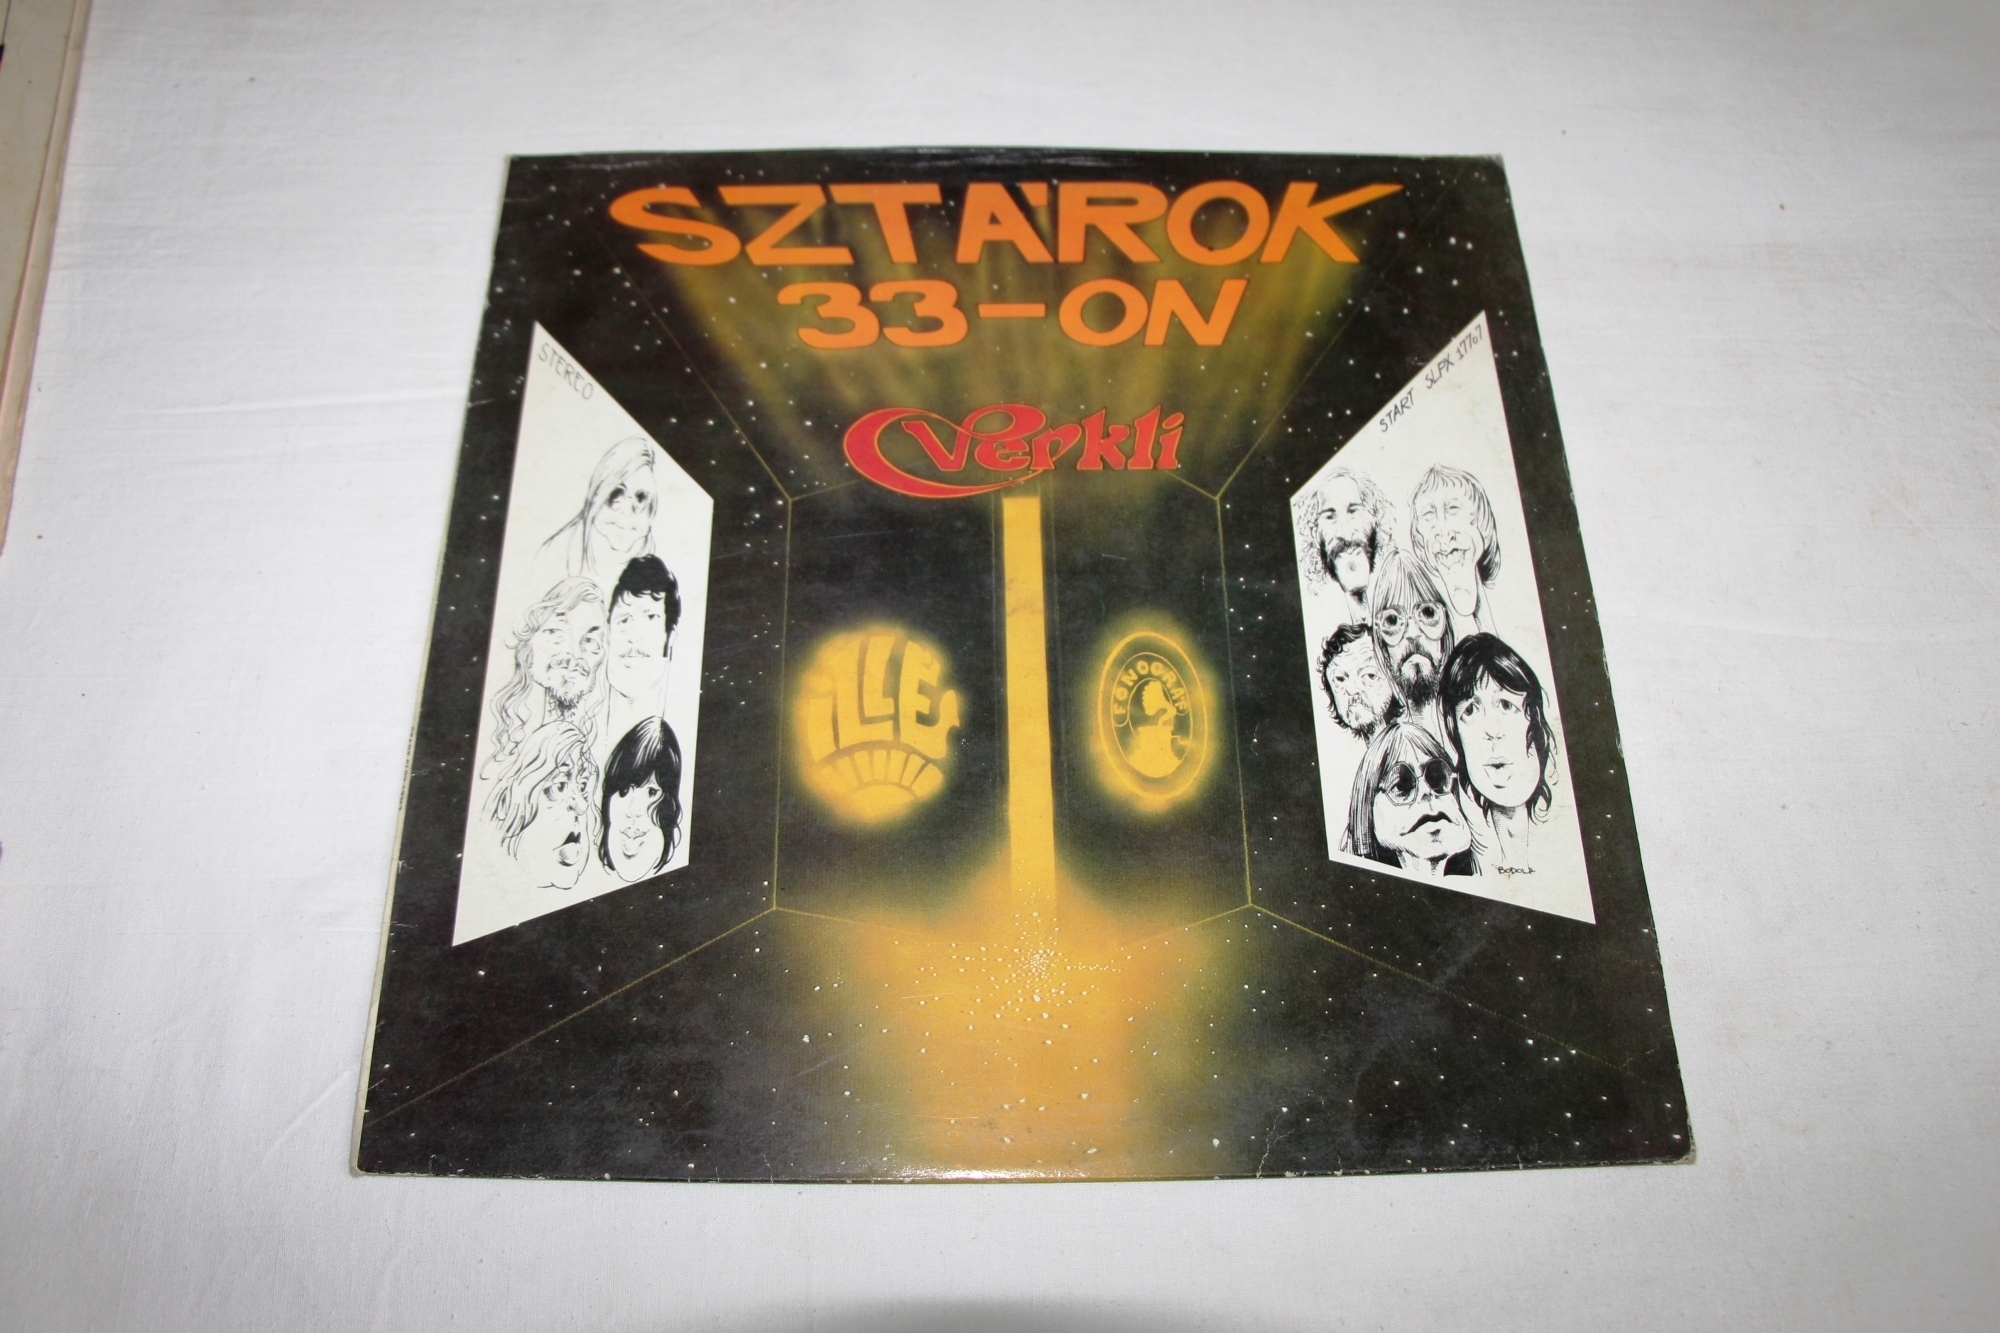 SZTÁROK
33-ON
STEREO
START SLPX 17707
Verkli
ILLÉS
FONOGRÁF
BODOLA